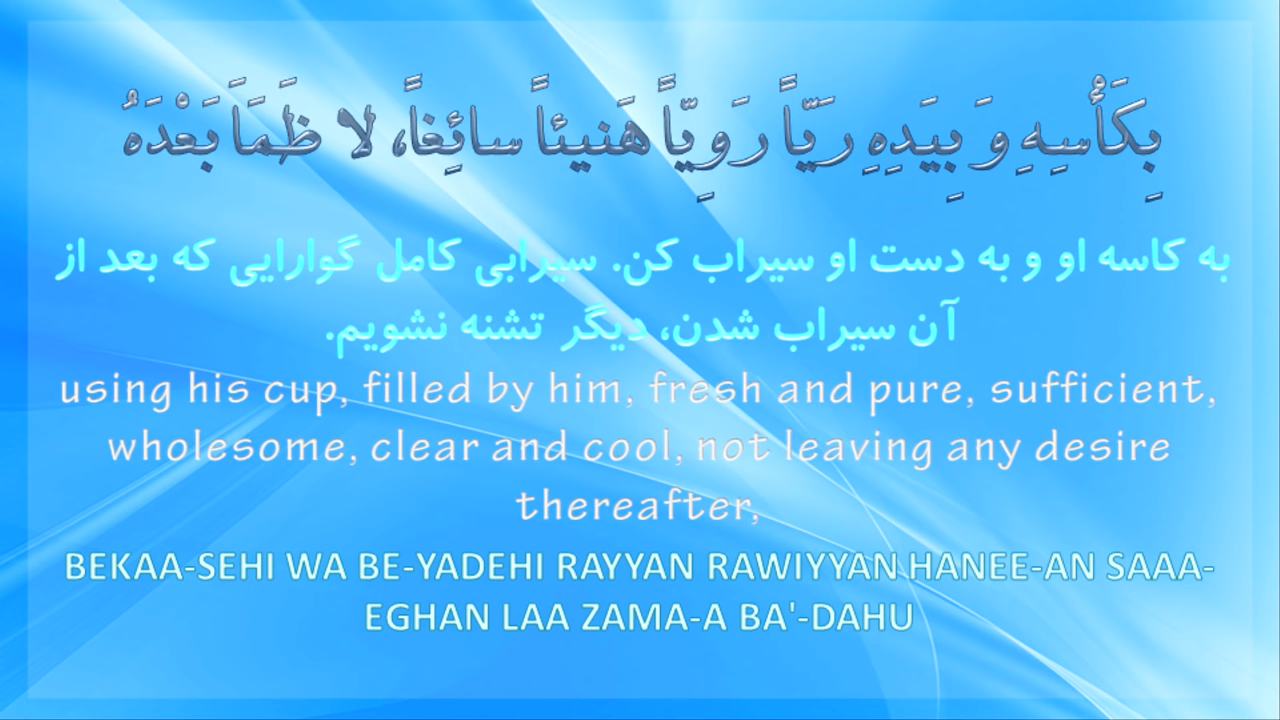 بِكَأْسِهِ وَ بِيَدِهِ رَيّاً رَوِيّاً هَنيئاً سائِغاً، لا ظَمَاَ بَعْدَهُ
به کاسه او و به دست او سیراب کن. سیرابی کامل گوارایی که بعد از
آن سیراب شدن، دیگر تشنه نشویم.
using his cup, filled by him, fresh and pure, sufficient,
wholesome, clear and cool, not leaving any desire
thereafter,
BEKAA-SEHI WA BE-YADEHI RAYYAN RAWIYYAN HANEE-AN SAAA-
EGHAN LAA ZAMA-A BA'-DAHU